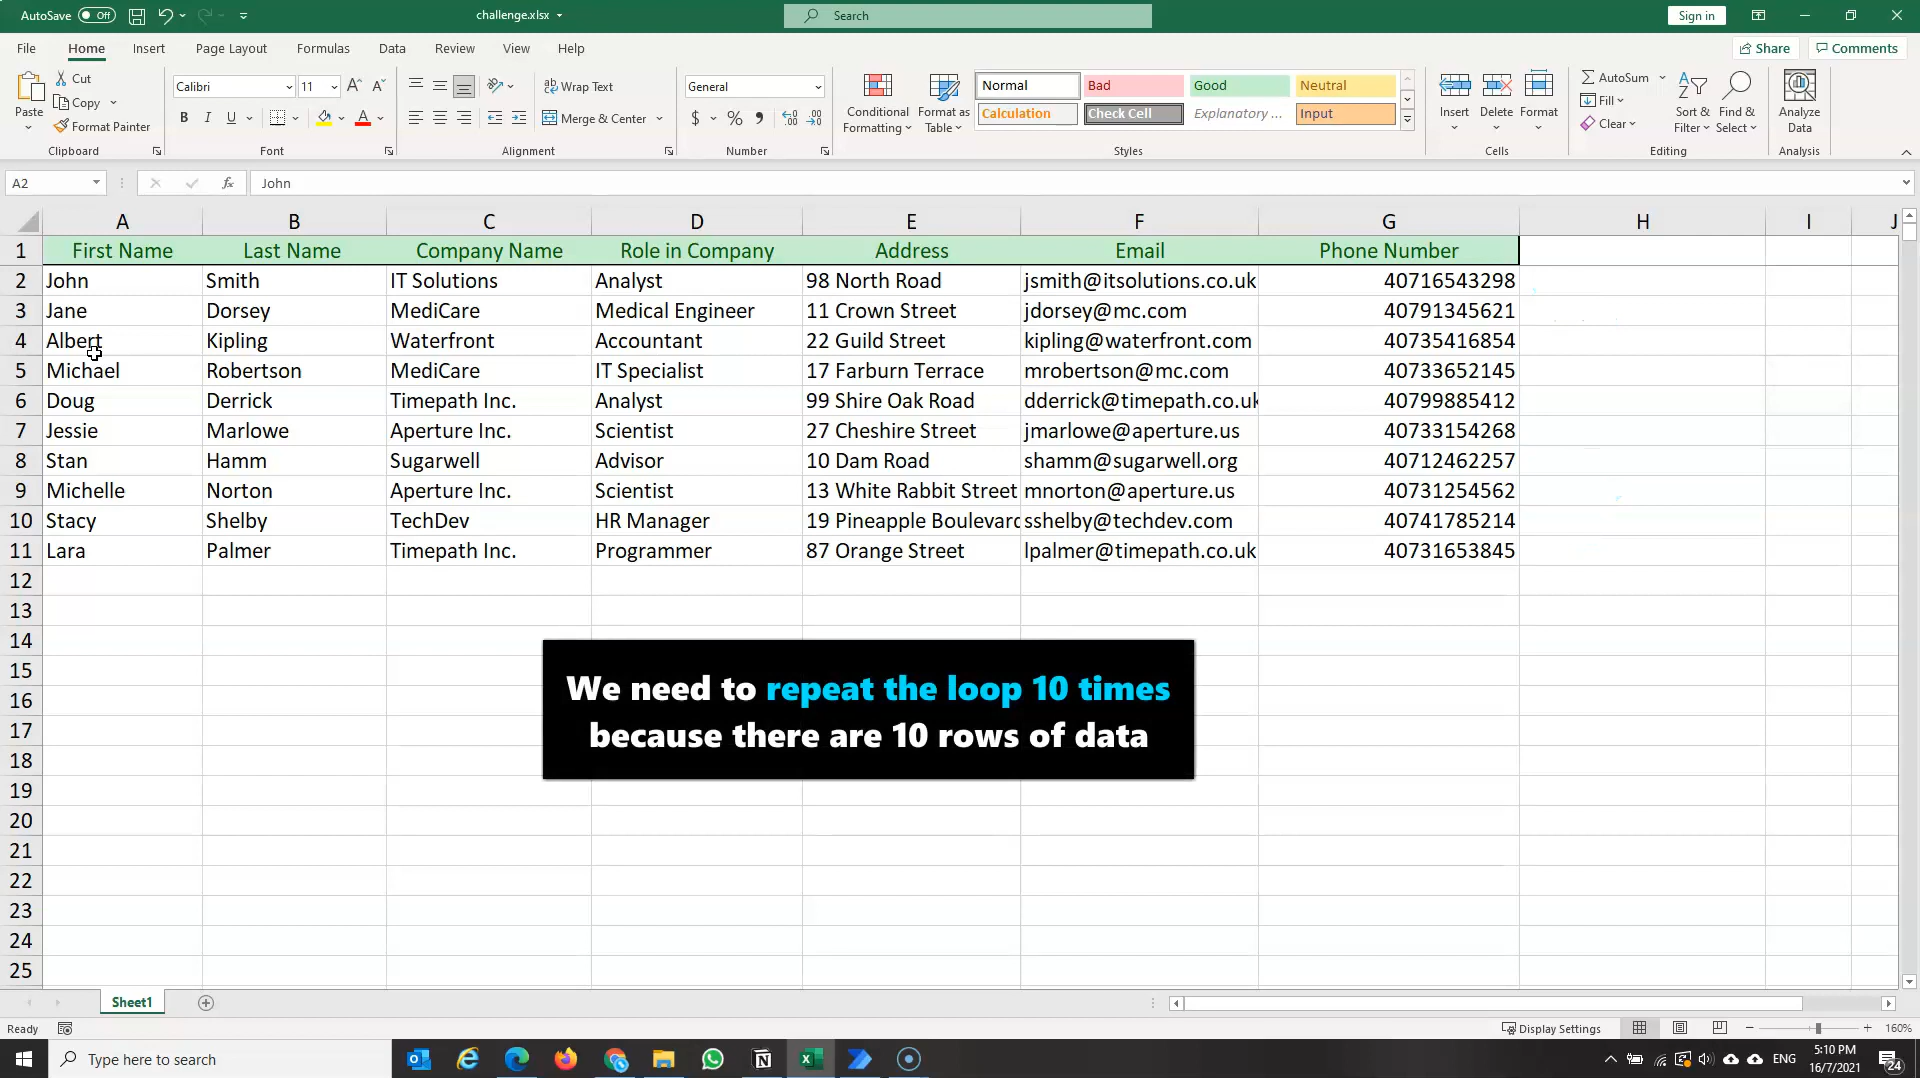 AutoSave Off challenge.xlsx Search Sign in
File Home Insert Page Layout Formulas Data Review View Help Share Comments
Paste Cut Copy Format Painter
Clipboard
Calibri 11
B I U
Font
Wrap Text
Merge & Center
Alignment
General
$ % ,
Number
Conditional Formatting
Format as Table
Normal Bad Good Neutral
Calculation Check Cell Explanatory ... Input
Styles
Insert Delete Format
Cells
AutoSum
Fill
Clear
Sort & Filter
Find & Select
Editing
Analyze Data
Analysis
A2 fx John
A B C D E F G H I J
1 First Name Last Name Company Name Role in Company Address Email Phone Number
2 John Smith IT Solutions Analyst 98 North Road jsmith@itsolutions.co.uk 40716543298
3 Jane Dorsey MediCare Medical Engineer 11 Crown Street jdorsey@mc.com 40791345621
4 Albert Kipling Waterfront Accountant 22 Guild Street kipling@waterfront.com 40735416854
5 Michael Robertson MediCare IT Specialist 17 Farburn Terrace mrobertson@mc.com 40733652145
6 Doug Derrick Timepath Inc. Analyst 99 Shire Oak Road dderrick@timepath.co.uk 40799885412
7 Jessie Marlowe Aperture Inc. Scientist 27 Cheshire Street jmarlowe@aperture.us 40733154268
8 Stan Hamm Sugarwell Advisor 10 Dam Road shamm@sugarwell.org 40712462257
9 Michelle Norton Aperture Inc. Scientist 13 White Rabbit Street mnorton@aperture.us 40731254562
10 Stacy Shelby TechDev HR Manager 19 Pineapple Boulevard sshelby@techdev.com 40741785214
11 Lara Palmer Timepath Inc. Programmer 87 Orange Street lpalmer@timepath.co.uk 40731653845
12
13
14
15
16
17
18
19
20
21
22
23
24
25
We need to repeat the loop 10 times
because there are 10 rows of data
Sheet1
Ready Display Settings 160%
Type here to search ENG 5:10 PM
16/7/2021 24